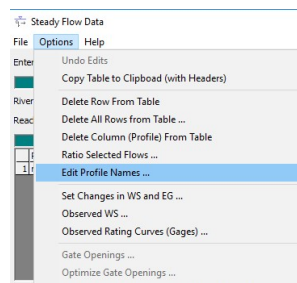 Steady Flow Data
File Options Help
Enter
Undo Edits
Copy Table to Clipboad (with Headers)
River
Delete Row From Table
Reac
Delete All Rows from Table ...
Delete Column (Profile) From Table
Ratio Selected Flows ...
1
Edit Profile Names ...
Set Changes in WS and EG ...
Observed WS ...
Observed Rating Curves (Gages) ...
Gate Openings ...
Optimize Gate Openings ...